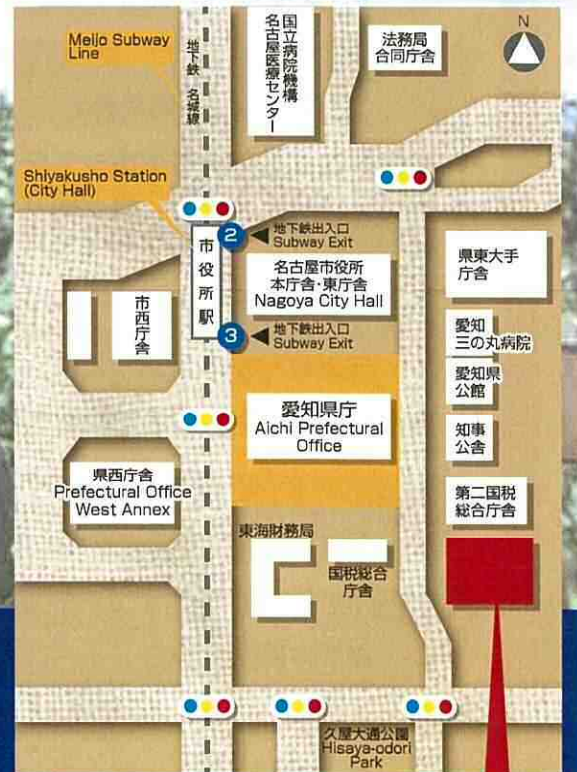 N
Meijo Subway
Line
地下鉄 名城線
国立病院機構
名古屋医療センター
法務局
合同庁舎
Shiyakusho Station
(City Hall)
市役所駅
2
地下鉄出入口
Subway Exit
名古屋市役所
本庁舎・東庁舎
Nagoya City Hall
県東大手
庁舎
市西庁舎
3
地下鉄出入口
Subway Exit
愛知
三の丸病院
愛知県
公館
愛知県庁
Aichi Prefectural
Office
知事
公舎
県西庁舎
Prefectural Office
West Annex
第二国税
総合庁舎
東海財務局
国税総合
庁舎
久屋大通公園
Hisaya-odori
Park